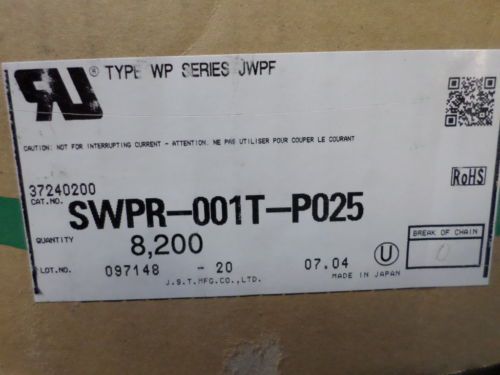 ® TYPE WP SERIES JWPF
CAUTION: NOT FOR INTERRUPTING CURRENT - ATTENTION. NE PAS UTILISER POUR COUPER LE COURANT
RoHS
37240200
CAT.NO. SWPR-001T-P025
QUANTITY 8,200
BREAK OF CHAIN
U
0
LOT.NO. 097148 - 20 07.04
MADE IN JAPAN
J.S.T.MFG.CO.,LTD.